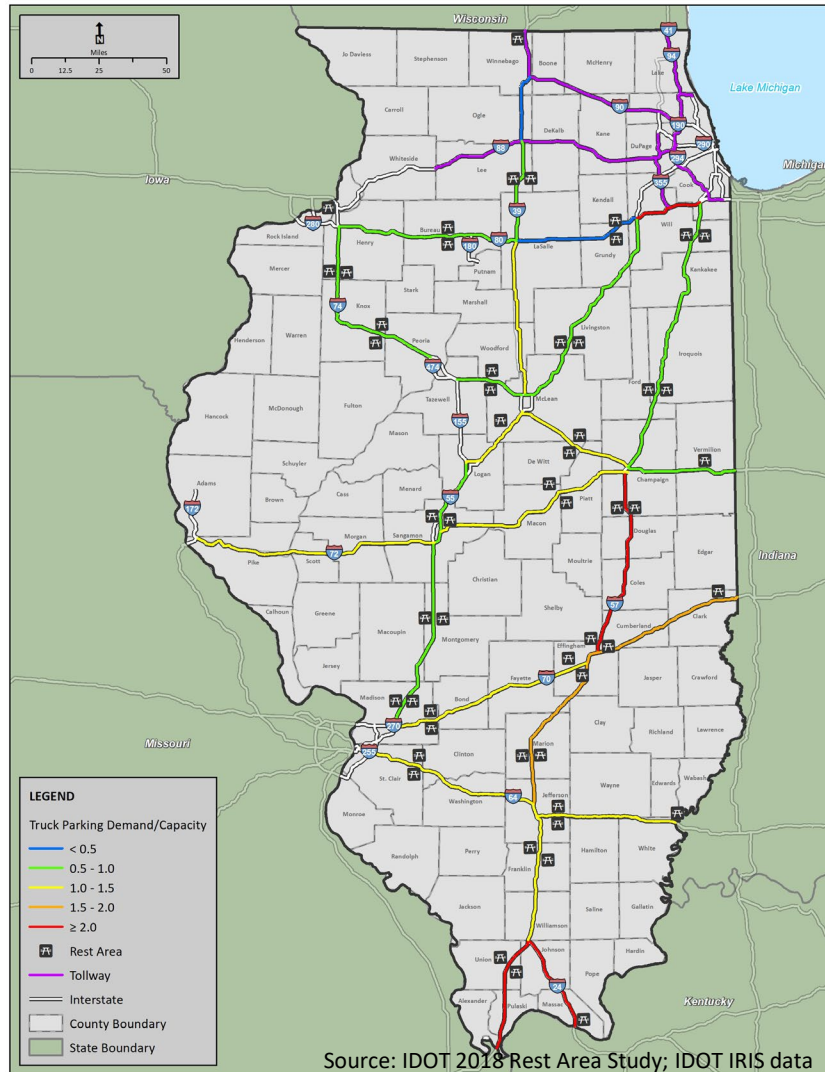 Wisconsin
N
Miles
0 12.5 25 50
41
94
Jo Daviess
Stephenson
Winnebago
Boone
McHenry
Lake
Lake Michigan
Carroll
Ogle
90
190
DeKalb
Kane
290
DuPage
Whiteside
88
Lee
294
Michigan
355
Cook
Iowa
Kendall
39
Will
280
Bureau
80
180
LaSalle
Rock Island
Henry
Grundy
Putnam
Mercer
Kankakee
Stark
Marshall
74
Knox
Livingston
Peoria
Woodford
Henderson
Warren
Iroquois
474
Ford
Tazewell
McLean
Hancock
McDonough
Fulton
155
Mason
Vermilion
Schuyler
De Witt
Adams
Logan
Champaign
Menard
Cass
55
Piatt
Brown
172
Macon
Douglas
Morgan
Sangamon
72
Edgar
Indiana
Pike
Scott
Moultrie
Christian
Coles
57
Shelby
Greene
Clark
Calhoun
Macoupin
Cumberland
Montgomery
Effingham
Jersey
Fayette
70
Jasper
Crawford
Madison
Bond
Clay
270
Richland
Lawrence
Missouri
Marion
255
Clinton
St. Clair
Wayne
Edwards
Wabash
Washington
64
Jefferson
Monroe
Randolph
Perry
Hamilton
White
Franklin
Jackson
Williamson
Saline
Gallatin
Union
Johnson
Pope
Hardin
24
Alexander
Pulaski
Massac
Kentucky
LEGEND
Truck Parking Demand/Capacity
< 0.5
0.5 - 1.0
1.0 - 1.5
1.5 - 2.0
≥ 2.0
Rest Area
Tollway
Interstate
County Boundary
State Boundary
Source: IDOT 2018 Rest Area Study; IDOT IRIS data